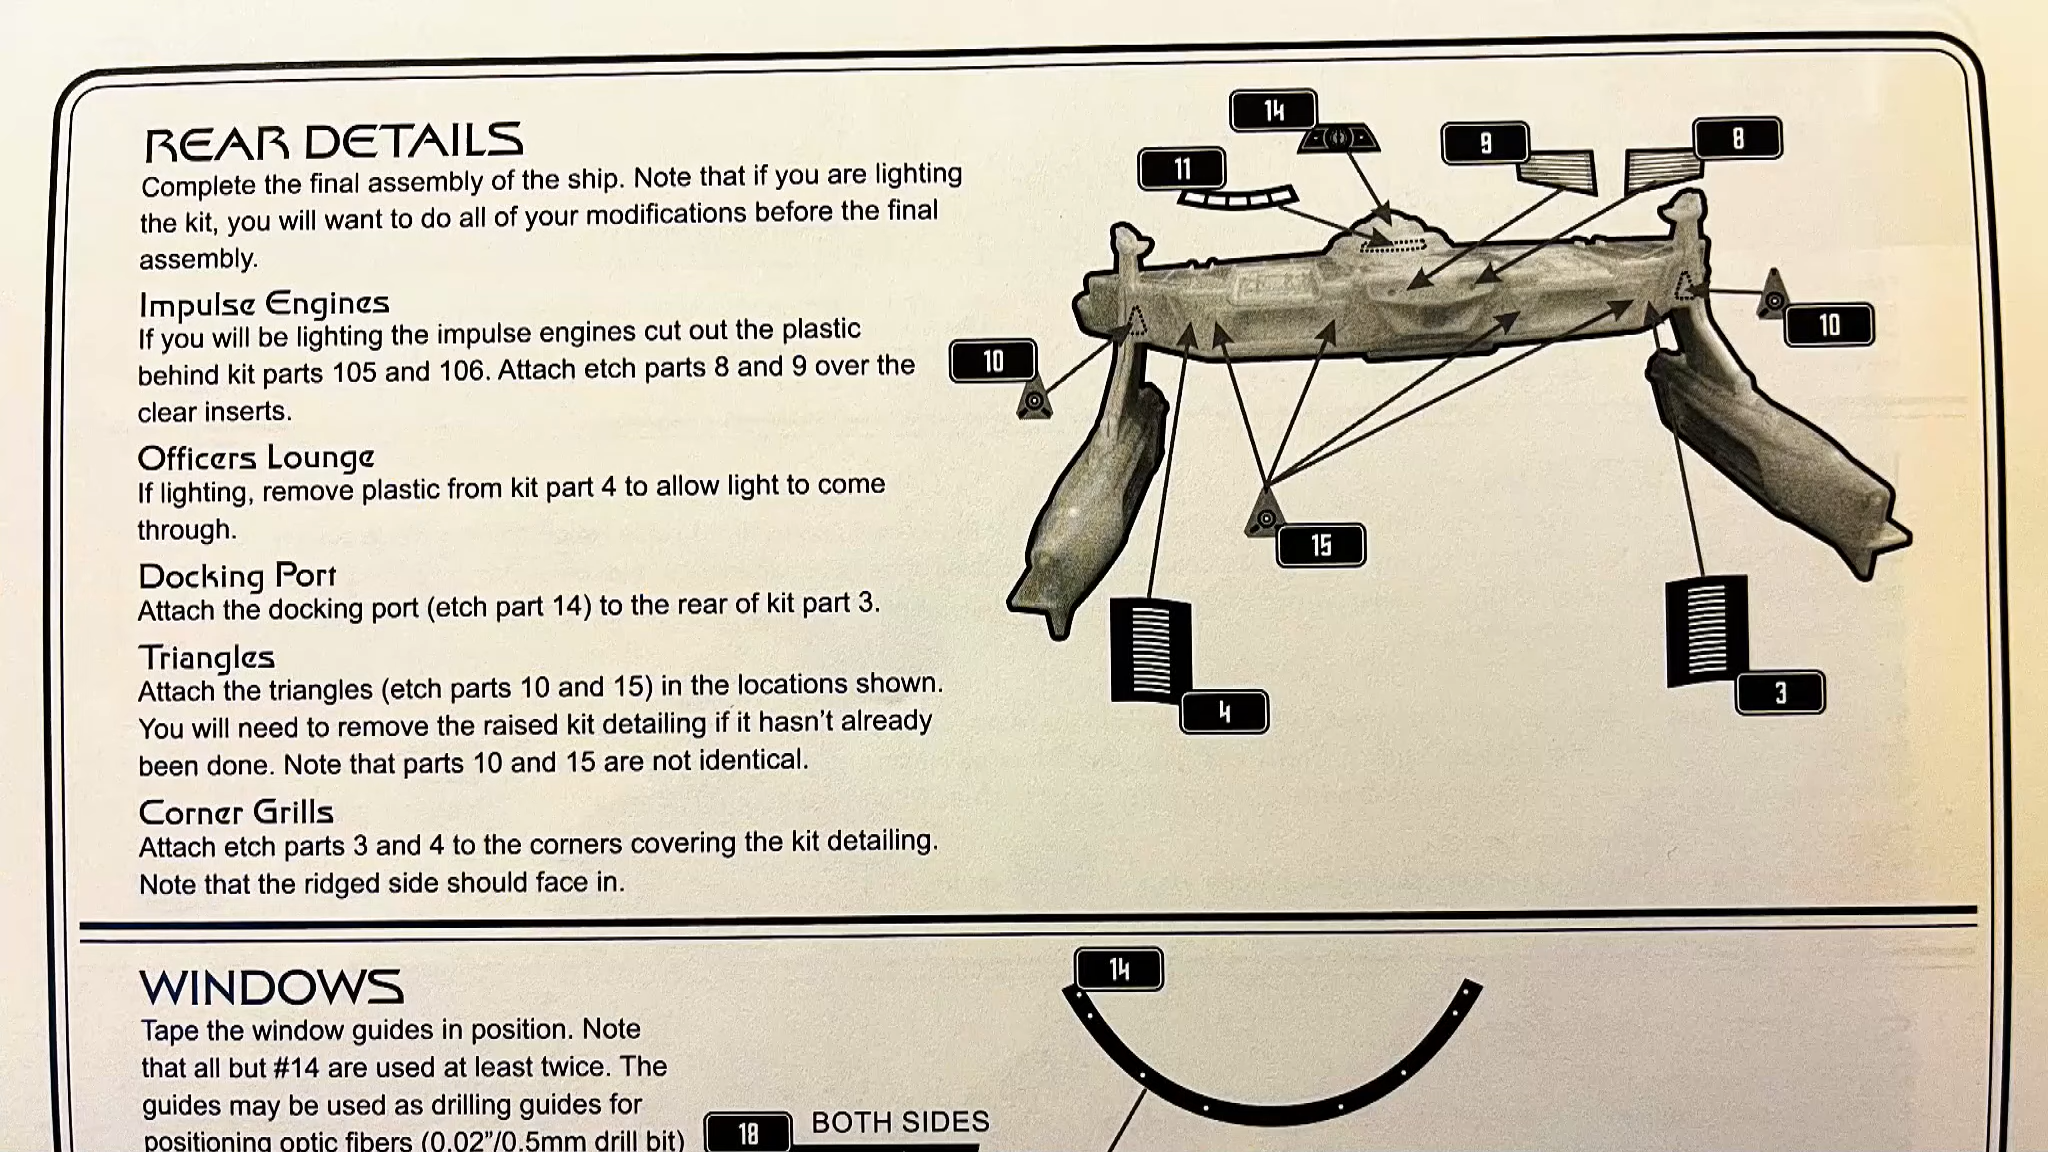 REAR DETAILS
Complete the final assembly of the ship. Note that if you are lighting
the kit, you will want to do all of your modifications before the final
assembly.
Impulse Engines
If you will be lighting the impulse engines cut out the plastic
behind kit parts 105 and 106. Attach etch parts 8 and 9 over the
clear inserts.
Officers Lounge
If lighting, remove plastic from kit part 4 to allow light to come
through.
Docking Port
Attach the docking port (etch part 14) to the rear of kit part 3.
Triangles
Attach the triangles (etch parts 10 and 15) in the locations shown.
You will need to remove the raised kit detailing if it hasn't already
been done. Note that parts 10 and 15 are not identical.
Corner Grills
Attach etch parts 3 and 4 to the corners covering the kit detailing.
Note that the ridged side should face in.
14
9
8
11
10
10
15
4
3
WINDOWS
Tape the window guides in position. Note
that all but #14 are used at least twice. The
guides may be used as drilling guides for
positioning optic fibers (0.02"/0.5mm drill bit)
14
18
BOTH SIDES